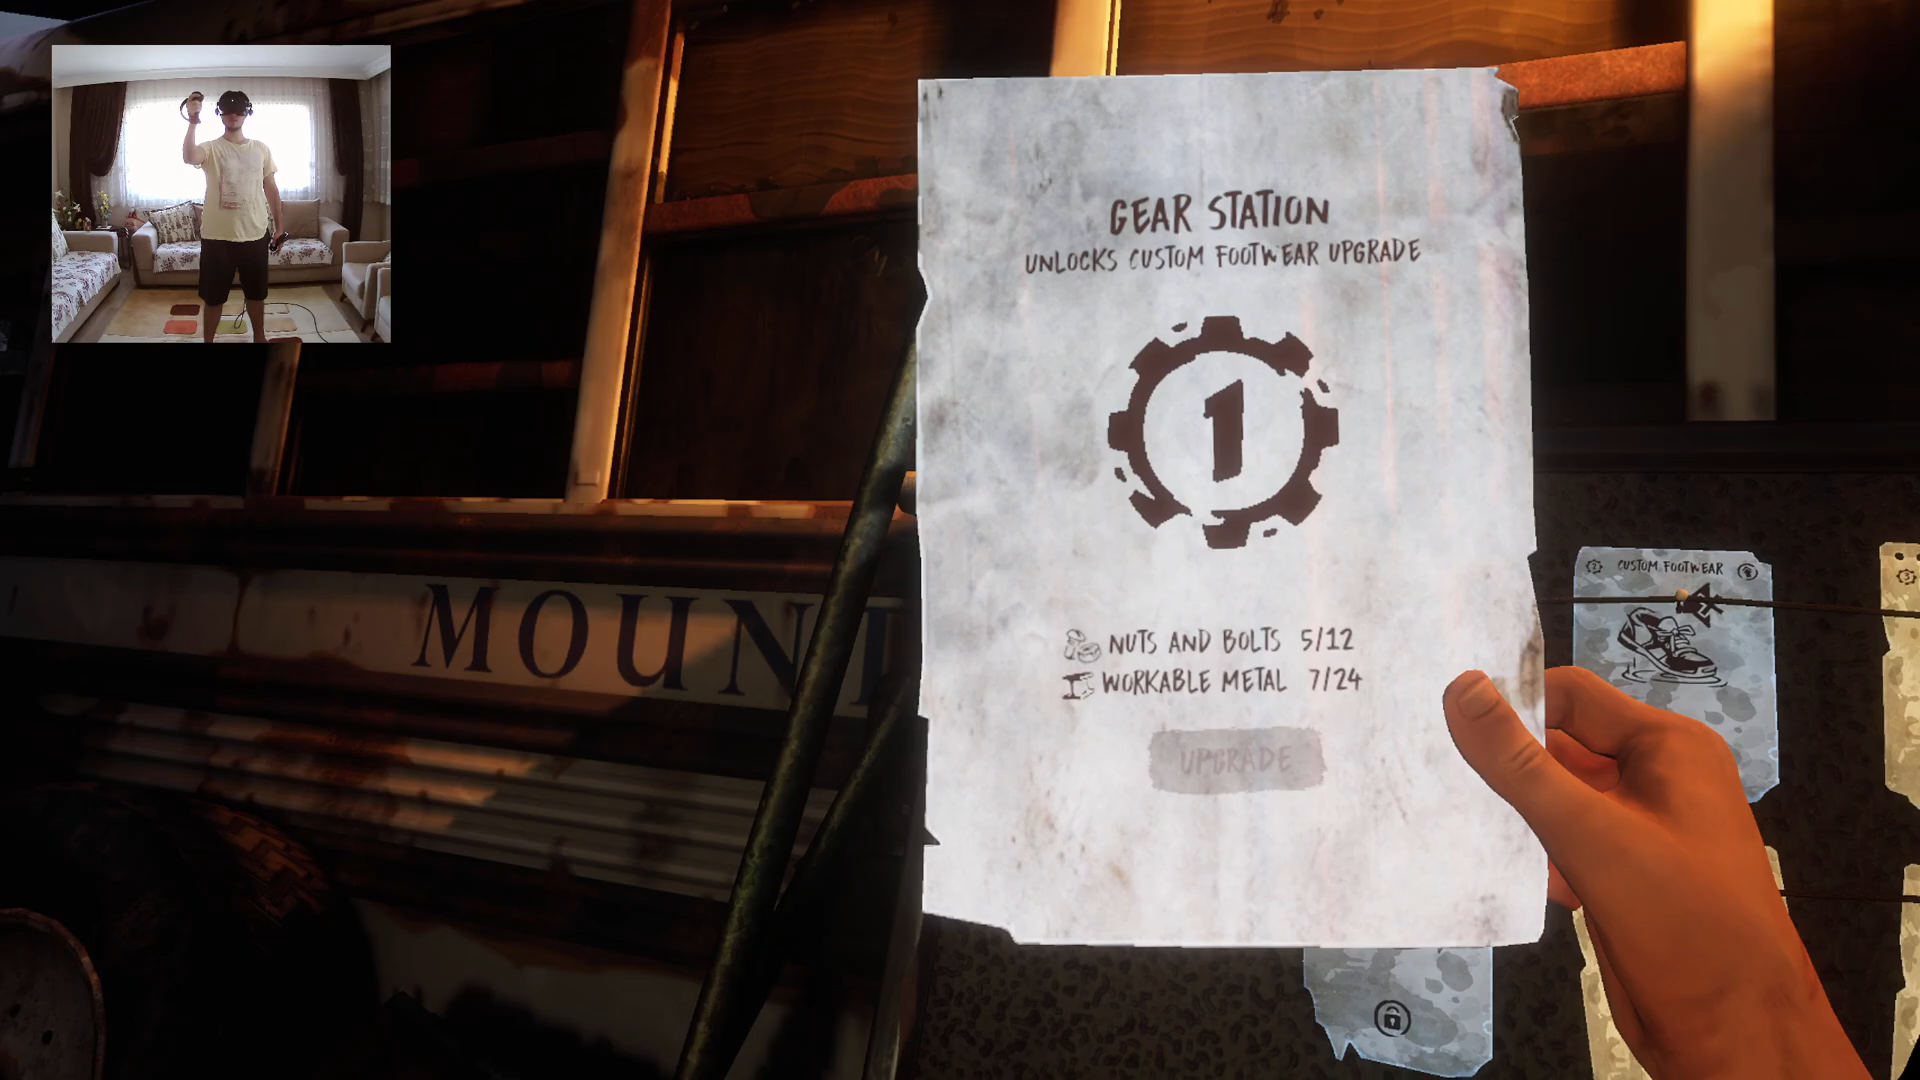 GEAR STATION
UNLOCKS CUSTOM FOOTWEAR UPGRADE
1
NUTS AND BOLTS 5/12
WORKABLE METAL 7/24
UPGRADE
MOUN
CUSTOM FOOTWEAR